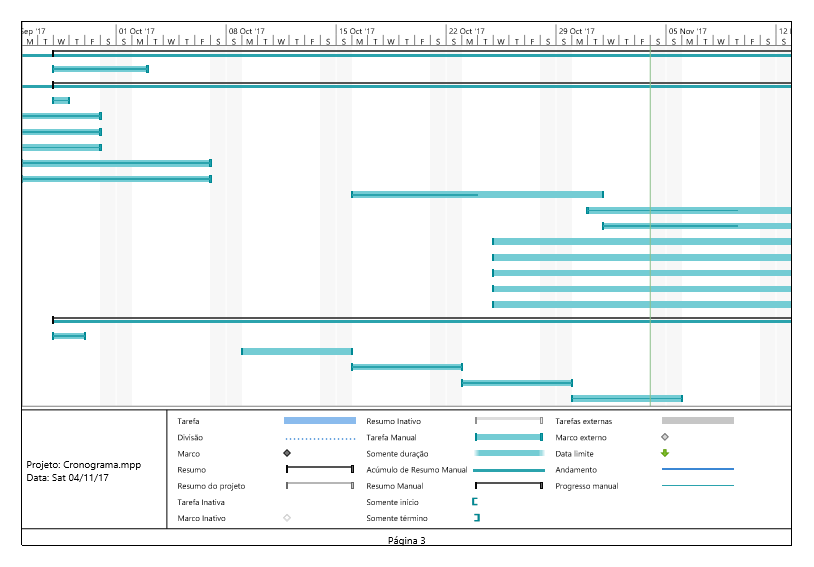 ep '17 01 Oct '17 08 Oct '17 15 Oct '17 22 Oct '17 29 Oct '17 05 Nov '17 12
M T W T F S S M T W T F S S M T W T F S S M T W T F S S M T W T F S S M T W T F S S M T W T F S S
Projeto: Cronograma.mpp
Data: Sat 04/11/17
Tarefa
Divisão
Marco
Resumo
Resumo do projeto
Tarefa Inativa
Marco Inativo
Resumo Inativo
Tarefa Manual
Somente duração
Acúmulo de Resumo Manual
Resumo Manual
Somente início
Somente término
Tarefas externas
Marco externo
Data limite
Andamento
Progresso manual
Página 3